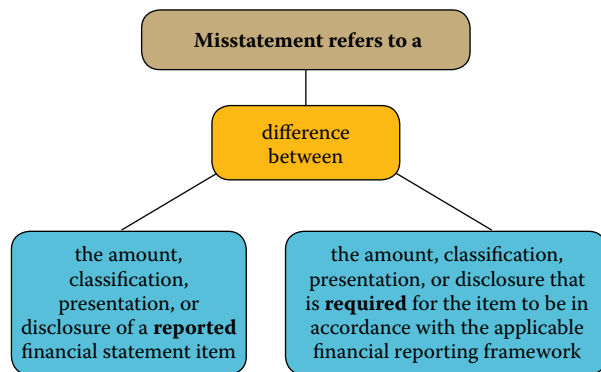 Misstatement refers to a
difference
between
the amount,
classification,
presentation, or
disclosure of a reported
financial statement item
the amount, classification,
presentation, or disclosure that
is required for the item to be in
accordance with the applicable
financial reporting framework